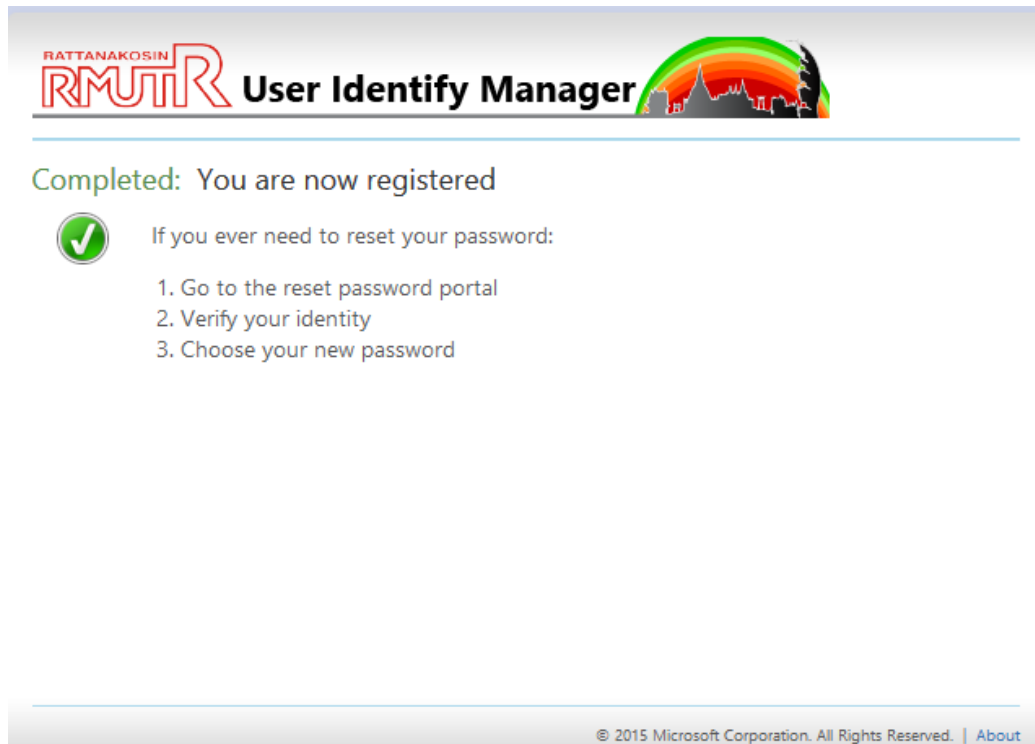 RATTANAKOSIN
RMUTR User Identify Manager
Completed: You are now registered
If you ever need to reset your password:
1. Go to the reset password portal
2. Verify your identity
3. Choose your new password
© 2015 Microsoft Corporation. All Rights Reserved. | About